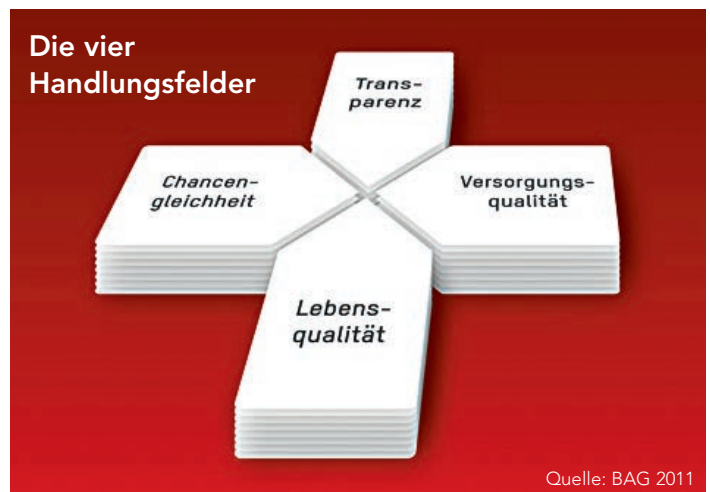 Die vier
Handlungsfelder
Trans-
parenz
Chancen-
gleichheit
Versorgungs-
qualität
Lebens-
qualität
Quelle: BAG 2011